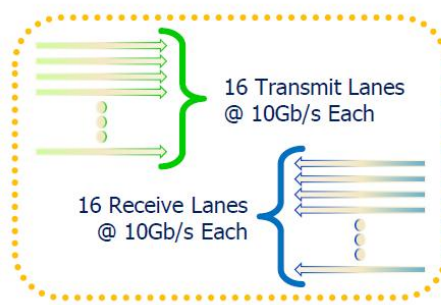 16 Transmit Lanes
@ 10Gb/s Each
16 Receive Lanes
@ 10Gb/s Each